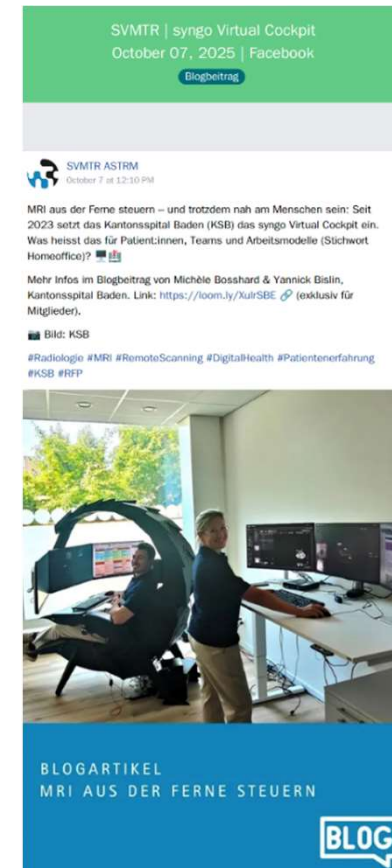 SVMTR | syngo Virtual Cockpit
October 07, 2025 | Facebook
Blogbeitrag
SVMTR ASTRM
October 7 at 12:10 PM
MRI aus der Ferne steuern – und trotzdem nah am Menschen sein: Seit
2023 setzt das Kantonsspital Baden (KSB) das syngo Virtual Cockpit ein.
Was heisst das für Patient:innen, Teams und Arbeitsmodelle (Stichwort
Homeoffice)? 🖥️🏥
Mehr Infos im Blogbeitrag von Michèle Bosshard & Yannick Bislin,
Kantonsspital Baden. Link: https://loom.ly/XulrSBE 🔗 (exklusiv für
Mitglieder).
📷 Bild: KSB
#Radiologie #MRI #RemoteScanning #DigitalHealth #Patientenerfahrung
#KSB #RFP
BLOGARTIKEL
MRI AUS DER FERNE STEUERN
BLOG